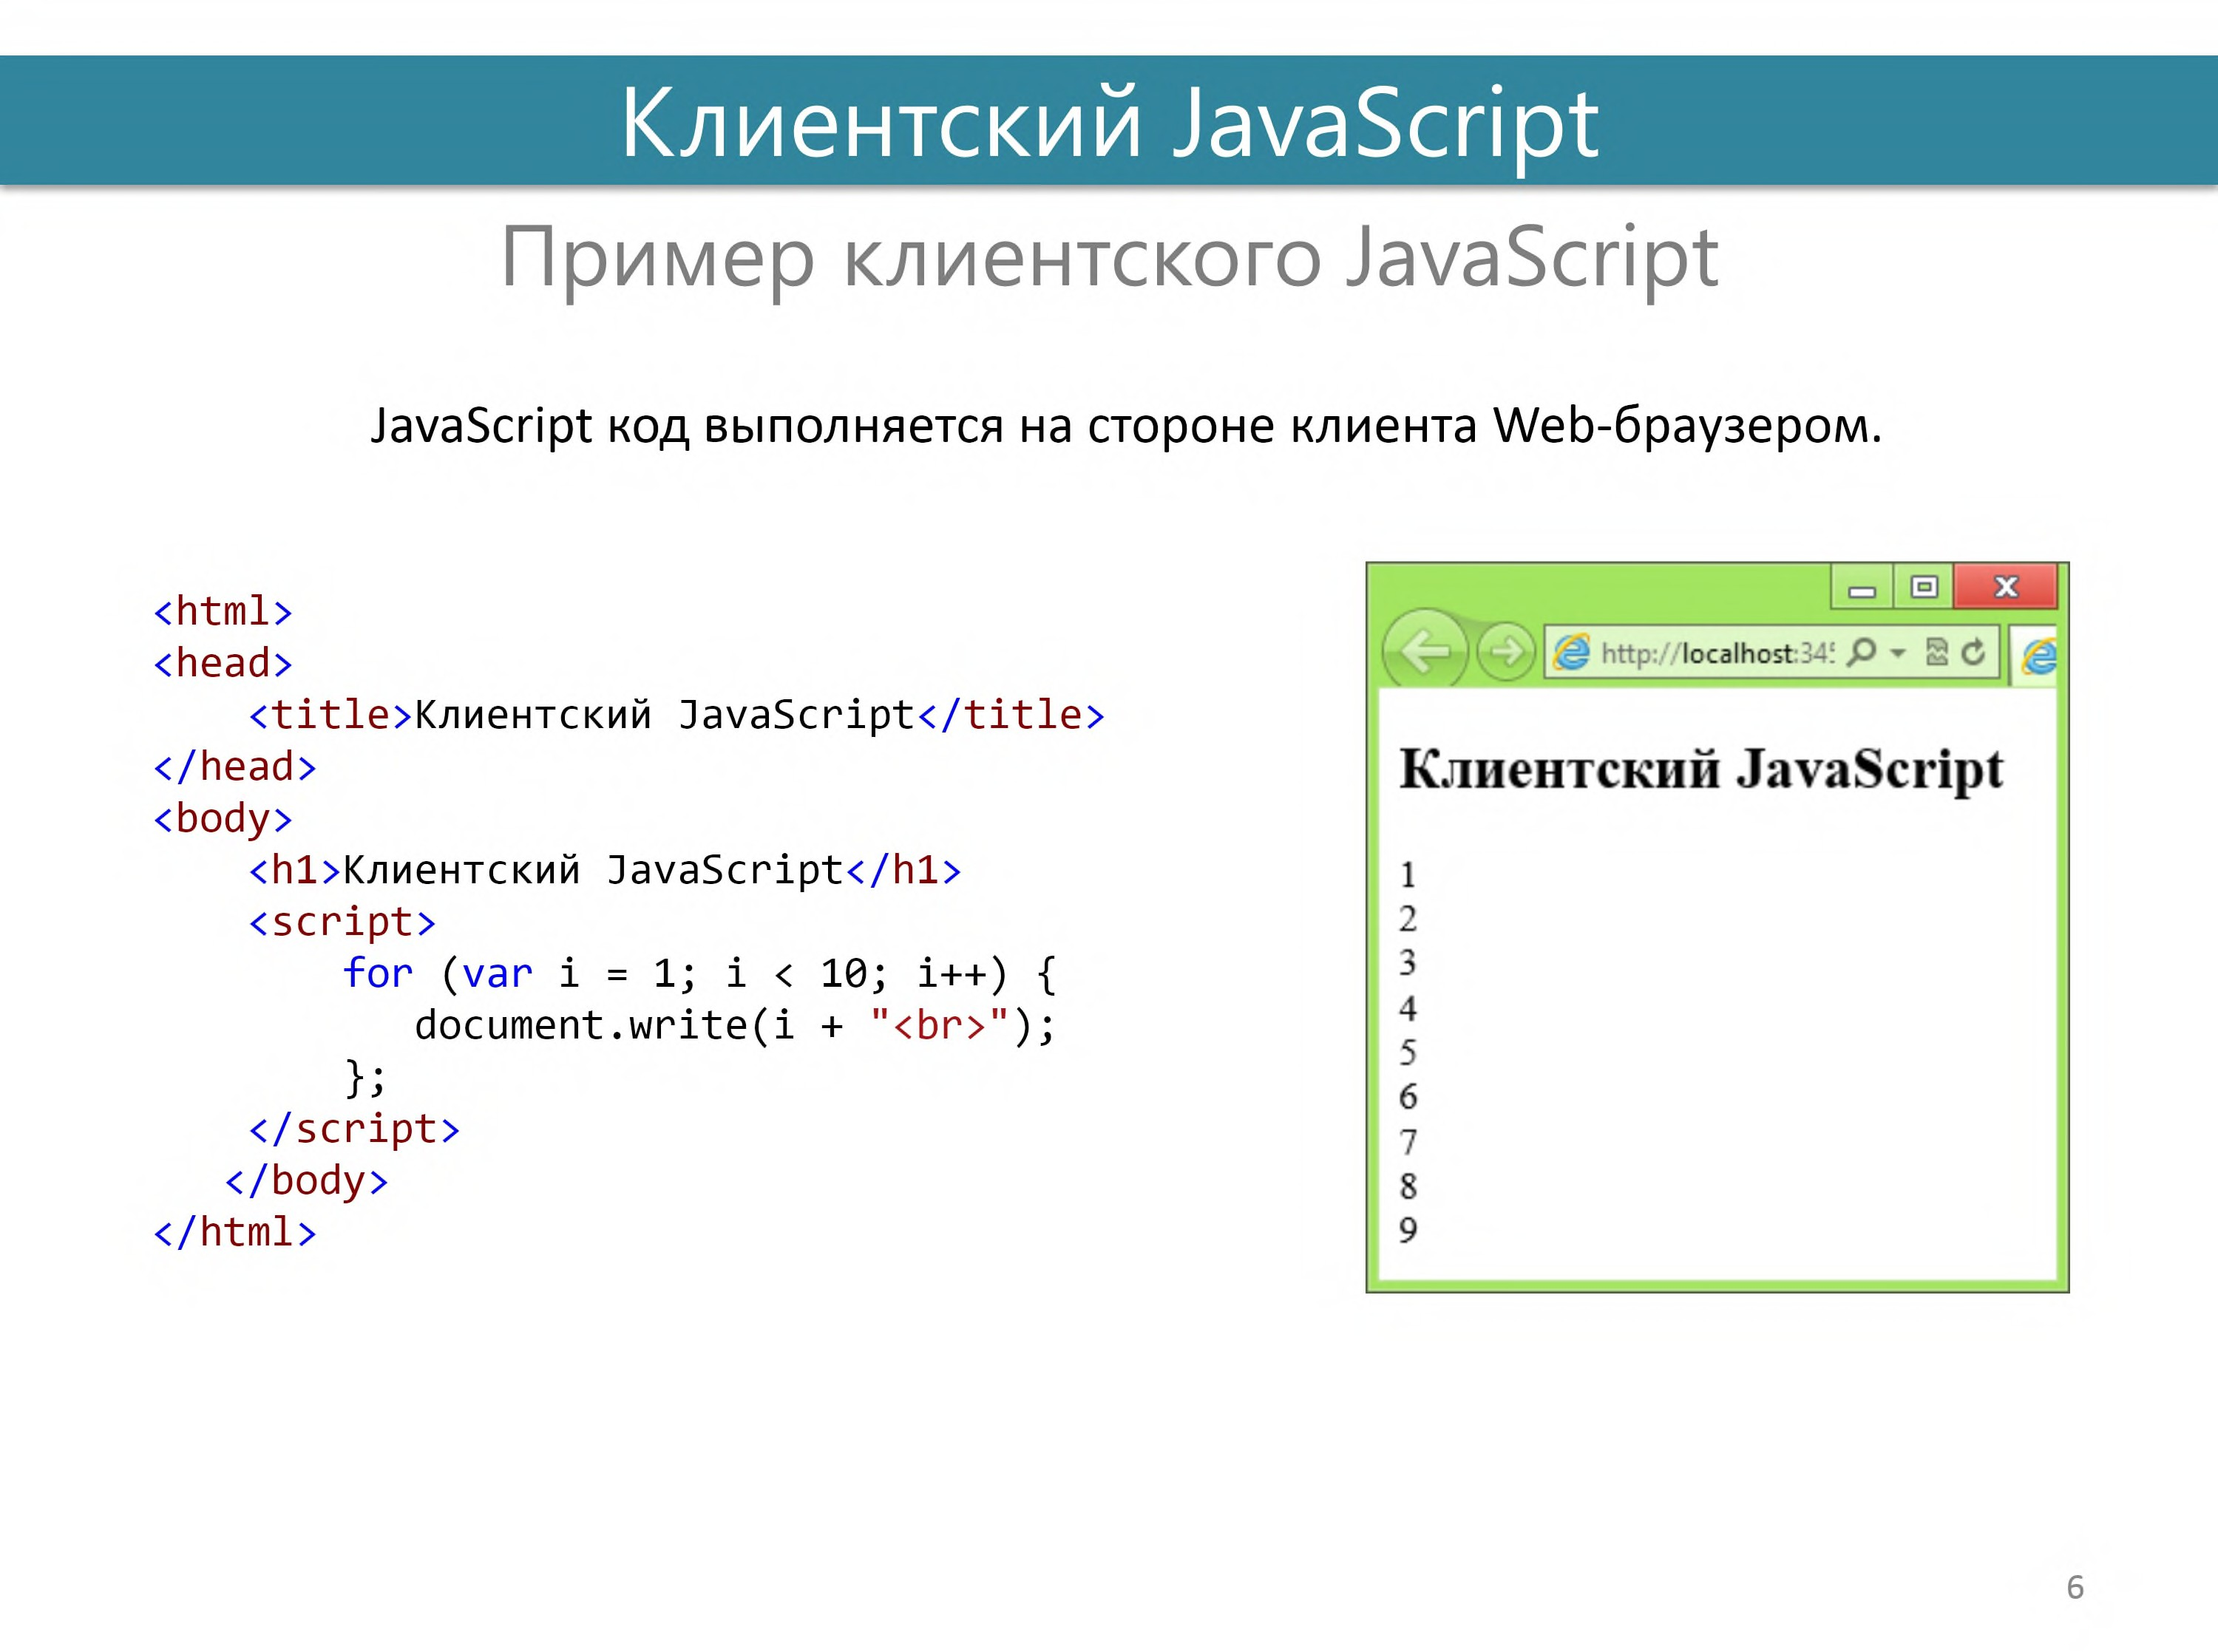 Клиентский JavaScript
Пример клиентского JavaScript
JavaScript код выполняется на стороне клиента Web-браузером.
<html>
<head>
    <title>Клиентский JavaScript</title>
</head>
<body>
    <h1>Клиентский JavaScript</h1>
    <script>
        for (var i = 1; i < 10; i++) {
           document.write(i + "<br>");
        };
    </script>
   </body>
</html>
http://localhost:34
Клиентский JavaScript
1
2
3
4
5
6
7
8
9
6